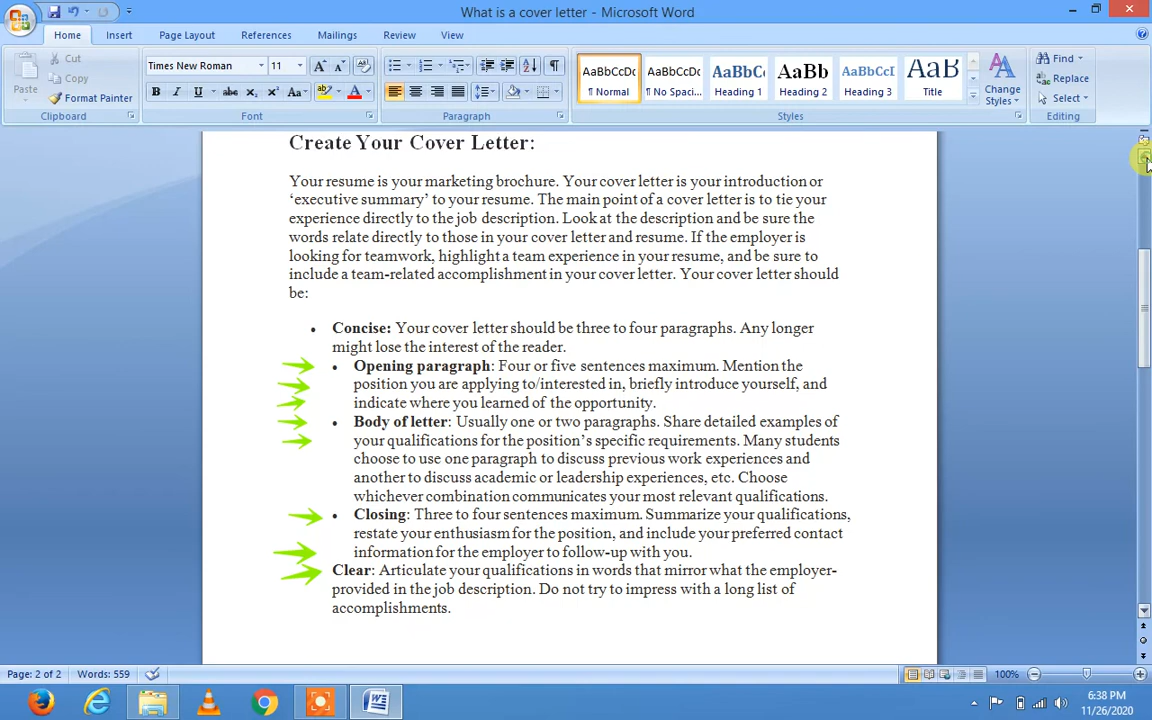 What is a cover letter - Microsoft Word
Home Insert Page Layout References Mailings Review View
Paste
Cut
Copy
Format Painter
Times New Roman 11
AaBbCcDc AaBbCcDc AaBbC AaBb AaBbCcI AaB
¶ Normal ¶ No Spaci... Heading 1 Heading 2 Heading 3 Title
Change
Styles
Find
Replace
Select
Clipboard Font Paragraph Styles Editing
Create Your Cover Letter:
Your resume is your marketing brochure. Your cover letter is your introduction or
‘executive summary’ to your resume. The main point of a cover letter is to tie your
experience directly to the job description. Look at the description and be sure the
words relate directly to those in your cover letter and resume. If the employer is
looking for teamwork, highlight a team experience in your resume, and be sure to
include a team-related accomplishment in your cover letter. Your cover letter should
be:
• Concise: Your cover letter should be three to four paragraphs. Any longer
might lose the interest of the reader.
• Opening paragraph: Four or five sentences maximum. Mention the
position you are applying to/interested in, briefly introduce yourself, and
indicate where you learned of the opportunity.
• Body of letter: Usually one or two paragraphs. Share detailed examples of
your qualifications for the position’s specific requirements. Many students
choose to use one paragraph to discuss previous work experiences and
another to discuss academic or leadership experiences, etc. Choose
whichever combination communicates your most relevant qualifications.
• Closing: Three to four sentences maximum. Summarize your qualifications,
restate your enthusiasm for the position, and include your preferred contact
information for the employer to follow-up with you.
Clear: Articulate your qualifications in words that mirror what the employer-
provided in the job description. Do not try to impress with a long list of
accomplishments.
Page: 2 of 2 Words: 559 100%
6:38 PM
11/26/2020